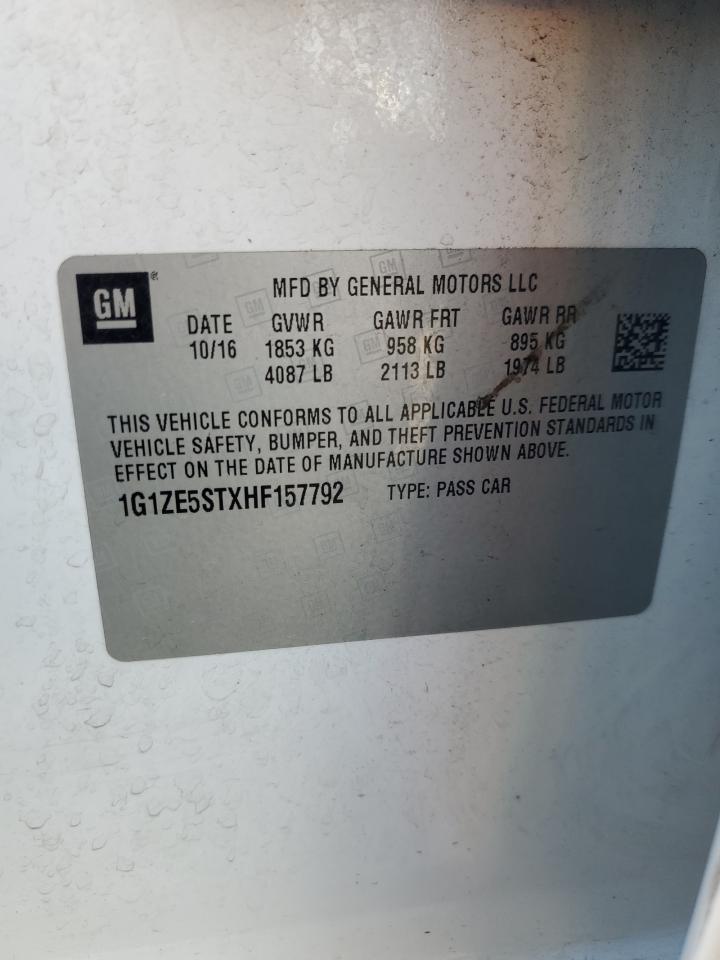 GM®
MFD BY GENERAL MOTORS LLC
DATE GVWR GAWR FRT GAWR RR
10/16 1853 KG 958 KG 895 KG
4087 LB 2113 LB 1974 LB
THIS VEHICLE CONFORMS TO ALL APPLICABLE U.S. FEDERAL MOTOR
VEHICLE SAFETY, BUMPER, AND THEFT PREVENTION STANDARDS IN
EFFECT ON THE DATE OF MANUFACTURE SHOWN ABOVE.
1G1ZE5STXHF157792 TYPE: PASS CAR